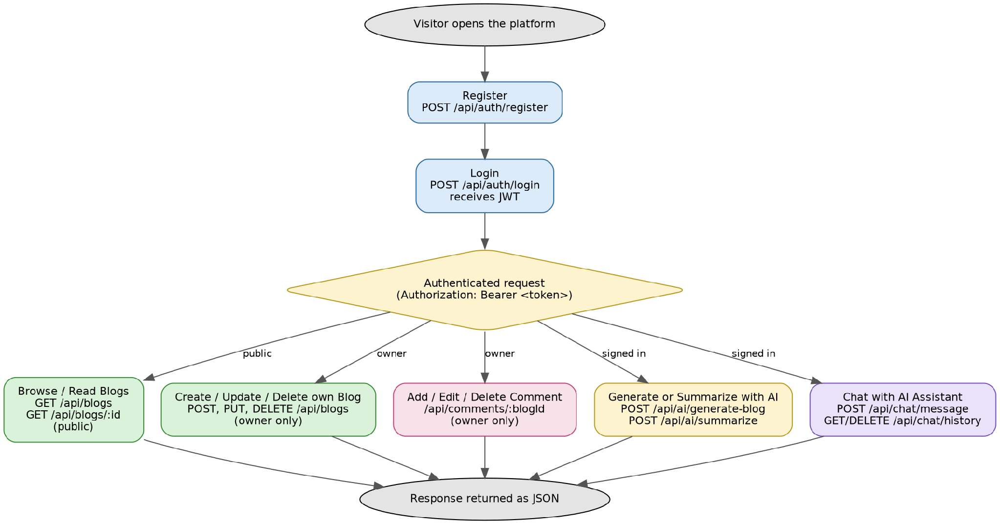 Visitor opens the platform
Register
POST /api/auth/register
Login
POST /api/auth/login
receives JWT
Authenticated request
(Authorization: Bearer <token>)
public
owner
owner
signed in
signed in
Browse / Read Blogs
GET /api/blogs
GET /api/blogs/:id
(public)
Create / Update / Delete own Blog
POST, PUT, DELETE /api/blogs
(owner only)
Add / Edit / Delete Comment
/api/comments/:blogId
(owner only)
Generate or Summarize with AI
POST /api/ai/generate-blog
POST /api/ai/summarize
Chat with AI Assistant
POST /api/chat/message
GET/DELETE /api/chat/history
Response returned as JSON